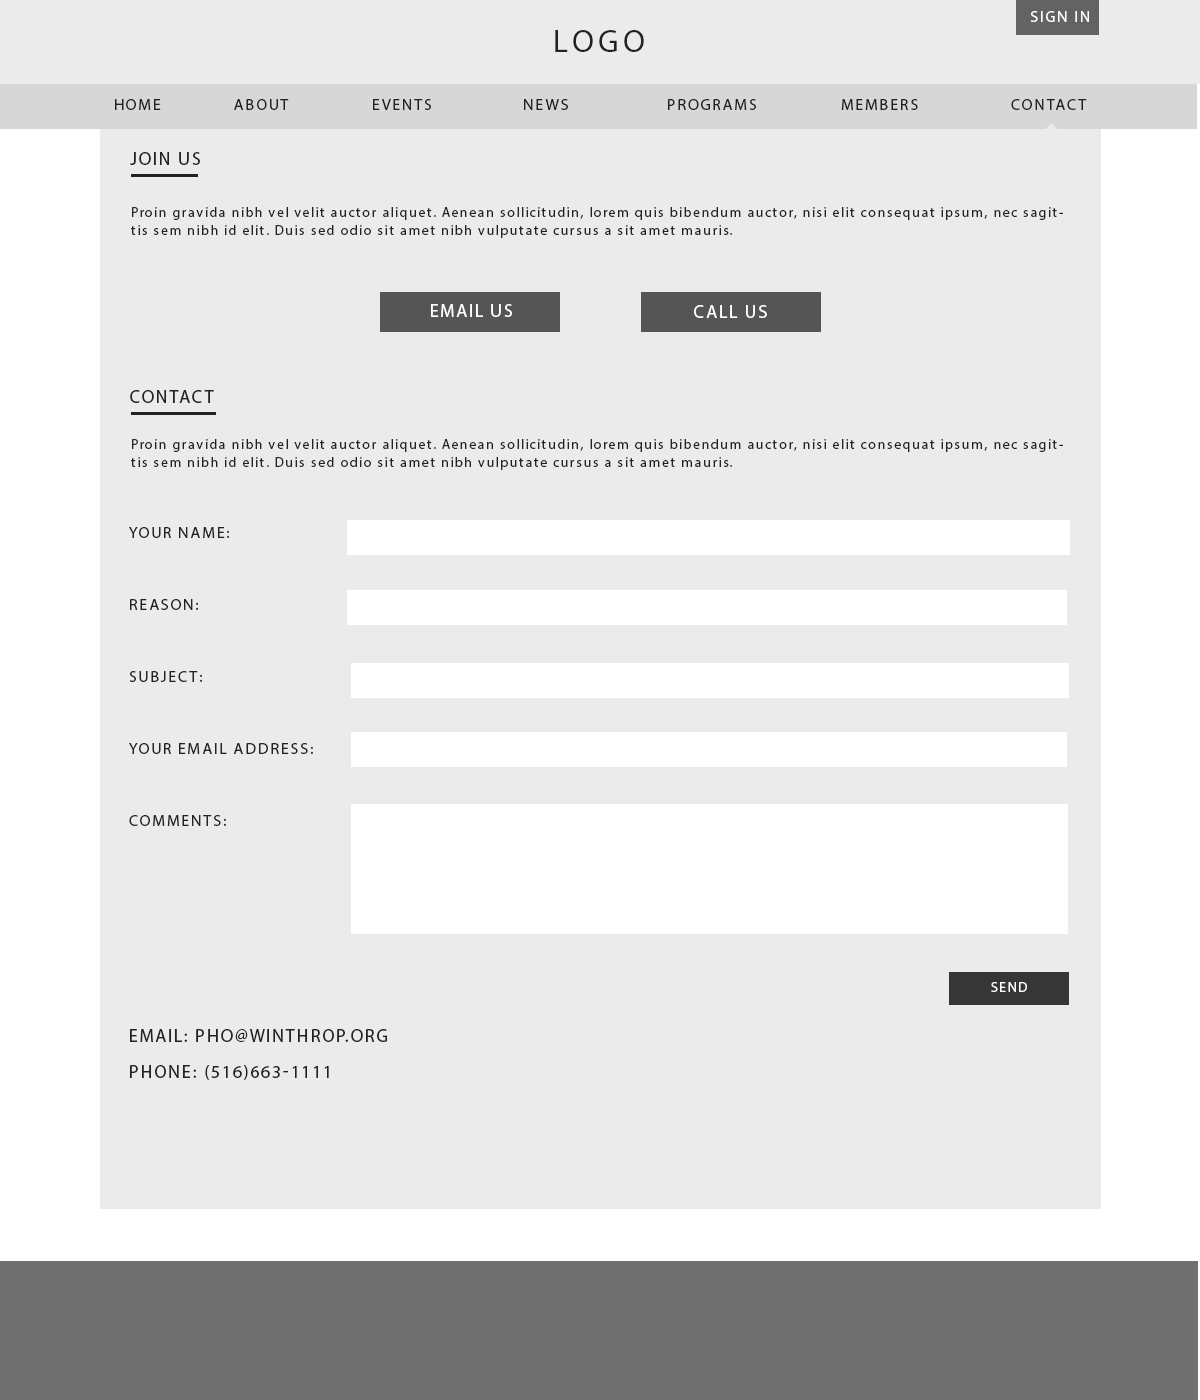 SIGN IN
LOGO
HOME ABOUT EVENTS NEWS PROGRAMS MEMBERS CONTACT
JOIN US
Proin gravida nibh vel velit auctor aliquet. Aenean sollicitudin, lorem quis bibendum auctor, nisi elit consequat ipsum, nec sagit-
tis sem nibh id elit. Duis sed odio sit amet nibh vulputate cursus a sit amet mauris.
EMAIL US CALL US
CONTACT
Proin gravida nibh vel velit auctor aliquet. Aenean sollicitudin, lorem quis bibendum auctor, nisi elit consequat ipsum, nec sagit-
tis sem nibh id elit. Duis sed odio sit amet nibh vulputate cursus a sit amet mauris.
YOUR NAME:
REASON:
SUBJECT:
YOUR EMAIL ADDRESS:
COMMENTS:
SEND
EMAIL: PHO@WINTHROP.ORG
PHONE: (516)663-1111